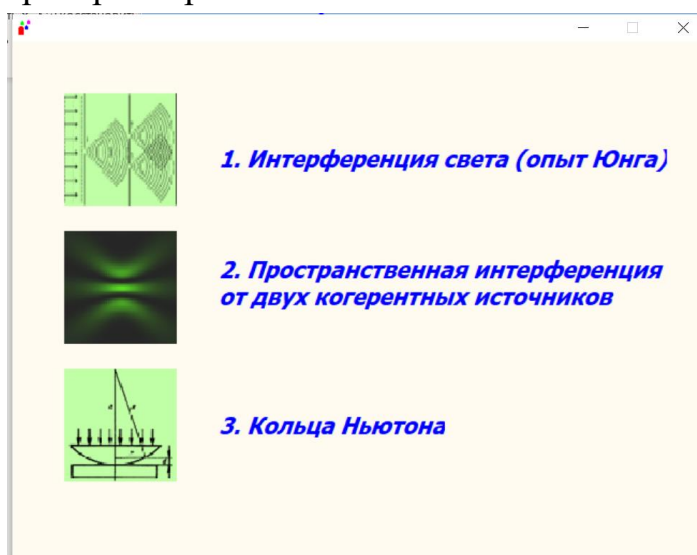 1. Интерференция света (опыт Юнга)
2. Пространственная интерференция
от двух когерентных источников
3. Кольца Ньютона